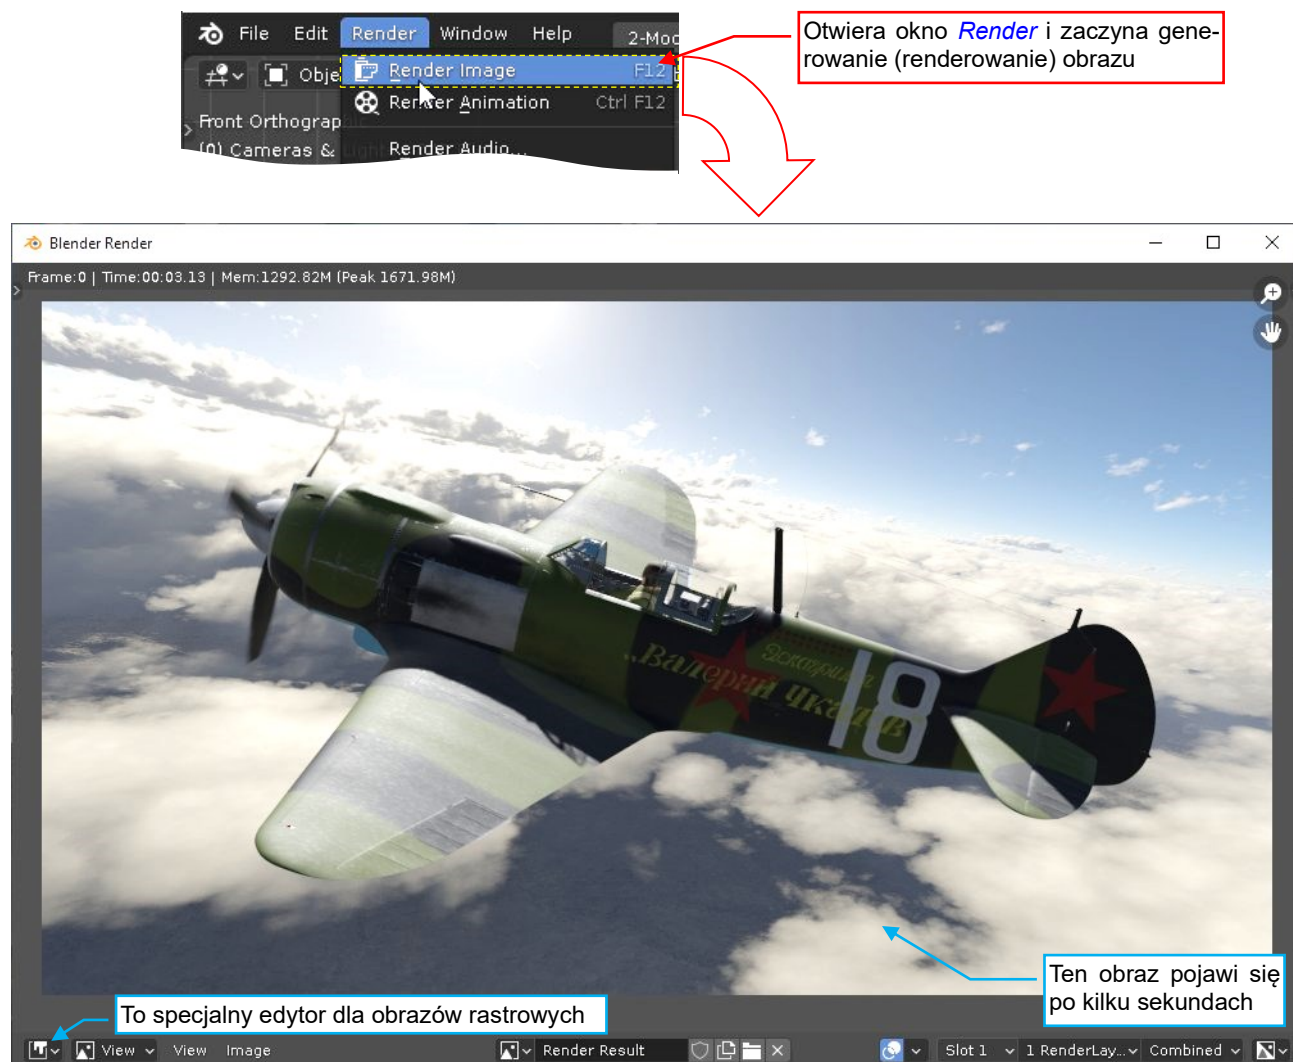 File Edit Render Window Help 2-Mod
Otwiera okno Render i zaczyna gene-
rowanie (renderowanie) obrazu
Obje Render Image F12
Render Animation Ctrl F12
Front Orthograp
(0) Cameras & Render Audio...
Blender Render
Frame:0 | Time:00:03.13 | Mem:1292.82M (Peak 1671.98M)
„Валерий Чкалов
18
Ten obraz pojawi się
po kilku sekundach
To specjalny edytor dla obrazów rastrowych
View View Image Render Result Slot 1 1 RenderLay... Combined